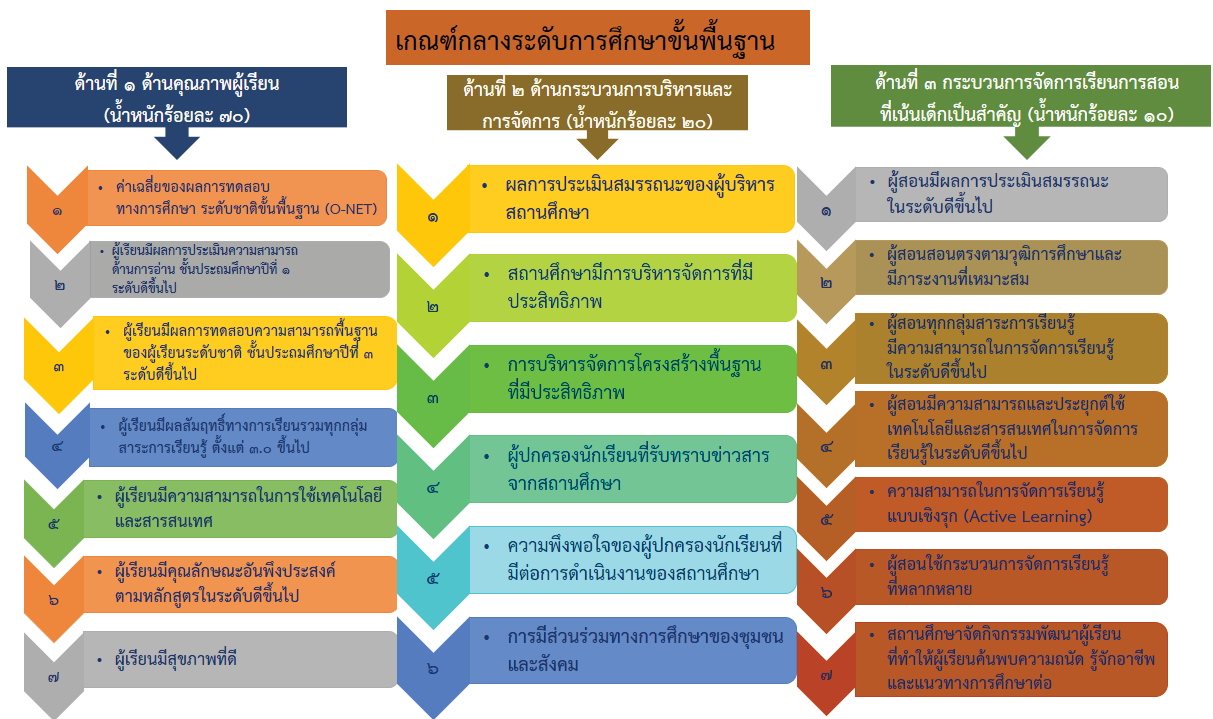 เกณฑ์กลางระดับการศึกษาขั้นพื้นฐาน
ด้านที่ ๑ ด้านคุณภาพผู้เรียน
(น้ำหนักร้อยละ ๗๐)
๑
• ค่าเฉลี่ยของผลการทดสอบ
ทางการศึกษา ระดับชาติขั้นพื้นฐาน (O-NET)
๒
• ผู้เรียนมีผลการประเมินความสามารถ
ด้านการอ่าน ชั้นประถมศึกษาปีที่ ๑
ระดับดีขึ้นไป
๓
• ผู้เรียนมีผลการทดสอบความสามารถพื้นฐาน
ของผู้เรียนระดับชาติ ชั้นประถมศึกษาปีที่ ๓
ระดับดีขึ้นไป
๔
• ผู้เรียนมีผลสัมฤทธิ์ทางการเรียนรวมทุกกลุ่ม
สาระการเรียนรู้ ตั้งแต่ ๓.๐ ขึ้นไป
๕
• ผู้เรียนมีความสามารถในการใช้เทคโนโลยี
และสารสนเทศ
๖
• ผู้เรียนมีคุณลักษณะอันพึงประสงค์
ตามหลักสูตรในระดับดีขึ้นไป
๗
• ผู้เรียนมีสุขภาพที่ดี
ด้านที่ ๒ ด้านกระบวนการบริหารและ
การจัดการ (น้ำหนักร้อยละ ๒๐)
๑
• ผลการประเมินสมรรถนะของผู้บริหาร
สถานศึกษา
๒
• สถานศึกษามีการบริหารจัดการที่มี
ประสิทธิภาพ
๓
• การบริหารจัดการโครงสร้างพื้นฐาน
ที่มีประสิทธิภาพ
๔
• ผู้ปกครองนักเรียนที่รับทราบข่าวสาร
จากสถานศึกษา
๕
• ความพึงพอใจของผู้ปกครองนักเรียนที่
มีต่อการดำเนินงานของสถานศึกษา
๖
• การมีส่วนร่วมทางการศึกษาของชุมชน
และสังคม
ด้านที่ ๓ กระบวนการจัดการเรียนการสอน
ที่เน้นเด็กเป็นสำคัญ (น้ำหนักร้อยละ ๑๐)
๑
• ผู้สอนมีผลการประเมินสมรรถนะ
ในระดับดีขึ้นไป
๒
• ผู้สอนสอนตรงตามวุฒิการศึกษาและ
มีภาระงานที่เหมาะสม
๓
• ผู้สอนทุกกลุ่มสาระการเรียนรู้
มีความสามารถในการจัดการเรียนรู้
ในระดับดีขึ้นไป
๔
• ผู้สอนมีความสามารถและประยุกต์ใช้
เทคโนโลยีและสารสนเทศในการจัดการ
เรียนรู้ในระดับดีขึ้นไป
๕
• ความสามารถในการจัดการเรียนรู้
แบบเชิงรุก (Active Learning)
๖
• ผู้สอนใช้กระบวนการจัดการเรียนรู้
ที่หลากหลาย
๗
• สถานศึกษาจัดกิจกรรมพัฒนาผู้เรียน
ที่ทำให้ผู้เรียนค้นพบความถนัด รู้จักอาชีพ
และแนวทางการศึกษาต่อ